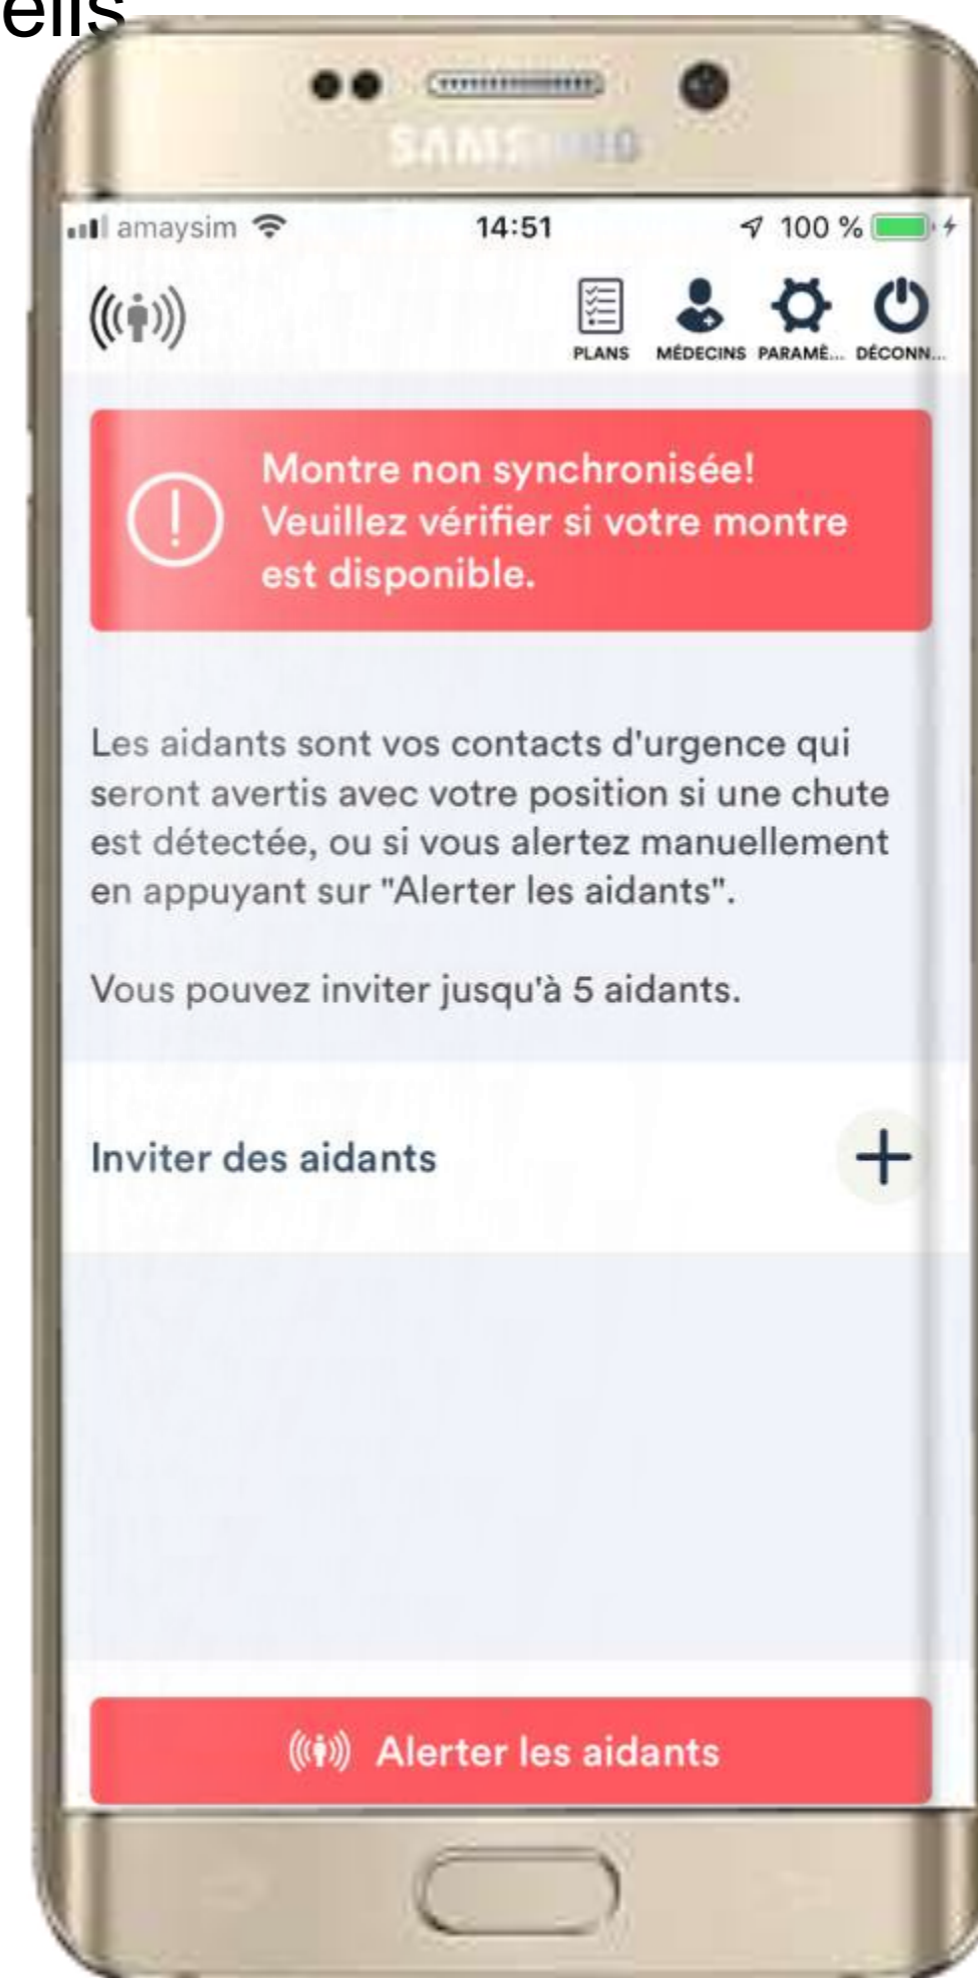 SAMSUNG
amaysim 14:51 100 %
PLANS MÉDECINS PARAMÈ... DÉCONN...
Montre non synchronisée!
Veuillez vérifier si votre montre
est disponible.
Les aidants sont vos contacts d'urgence qui
seront avertis avec votre position si une chute
est détectée, ou si vous alertez manuellement
en appuyant sur "Alerter les aidants".
Vous pouvez inviter jusqu'à 5 aidants.
Inviter des aidants
Alerter les aidants